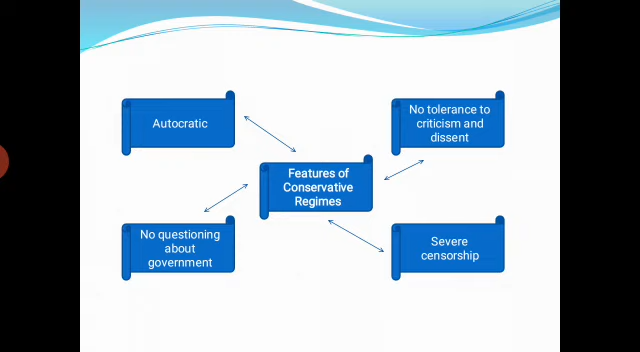 Autocratic
No tolerance to
criticism and
dissent
Features of
Conservative
Regimes
No questioning
about
government
Severe
censorship